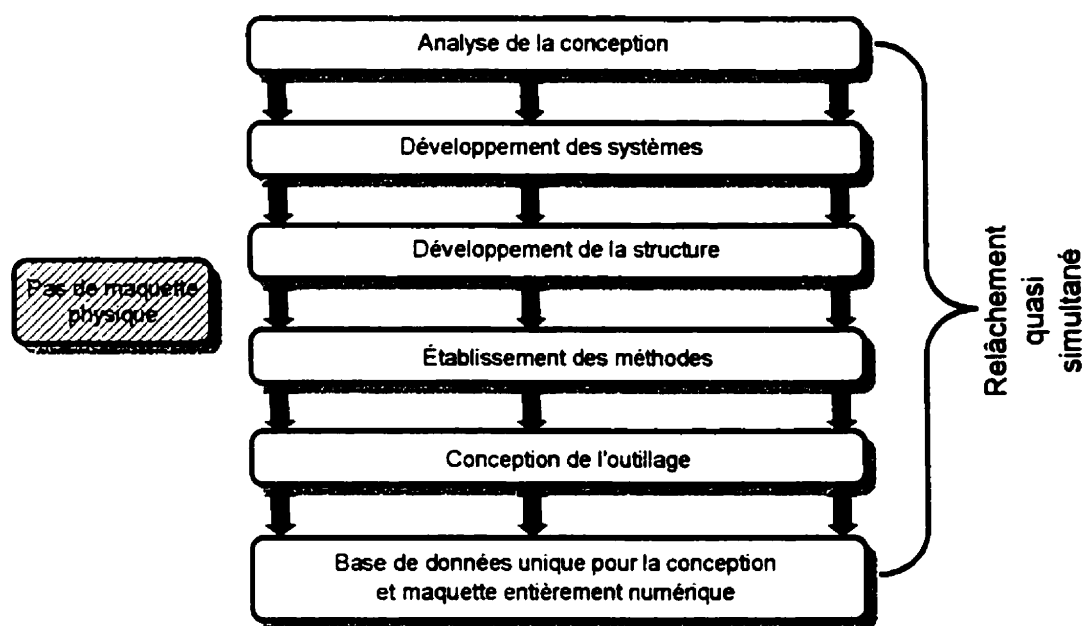 Analyse de la conception
Développement des systèmes
Développement de la structure
Pas de maquette
physique
Établissement des méthodes
Conception de l'outillage
Base de données unique pour la conception
et maquette entièrement numérique
Relâchement
quasi
simultané